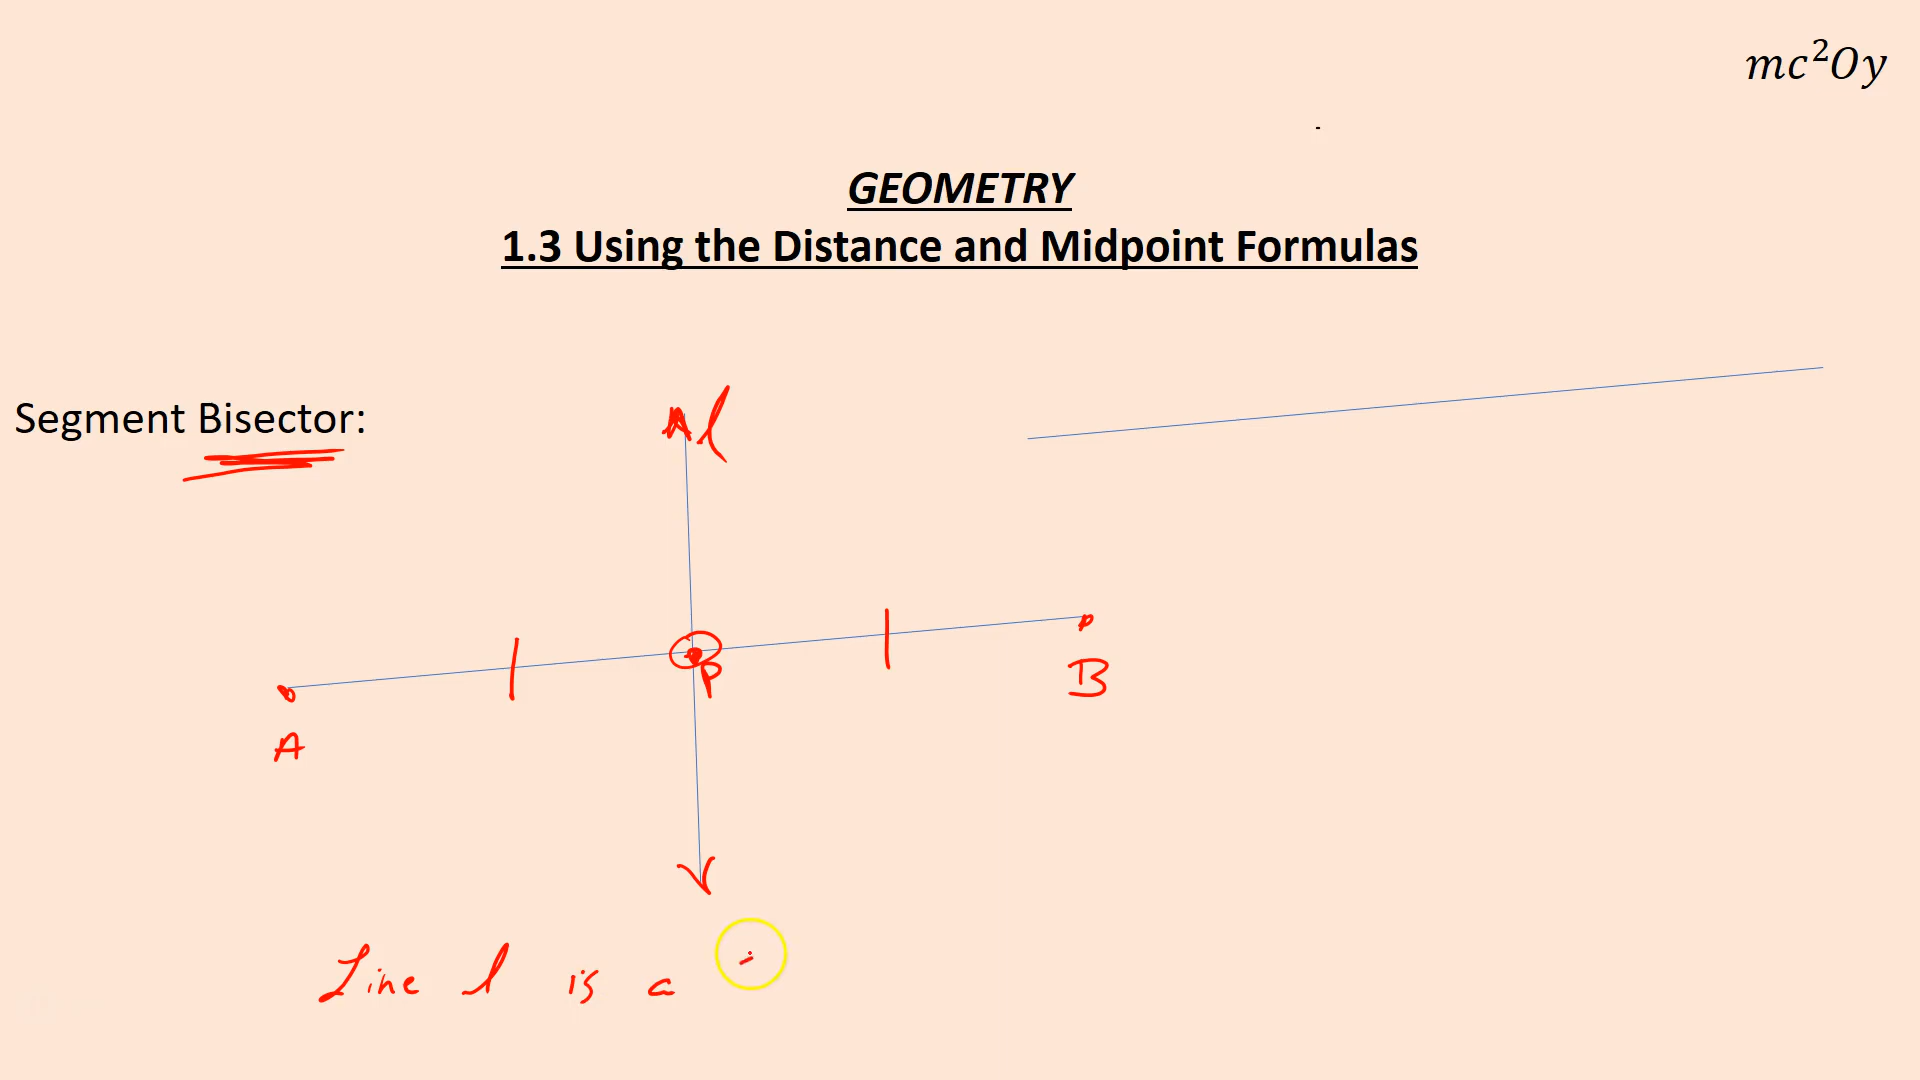 mc²Oy
GEOMETRY
1.3 Using the Distance and Midpoint Formulas
Segment Bisector:
l
P
B
A
Line l is a